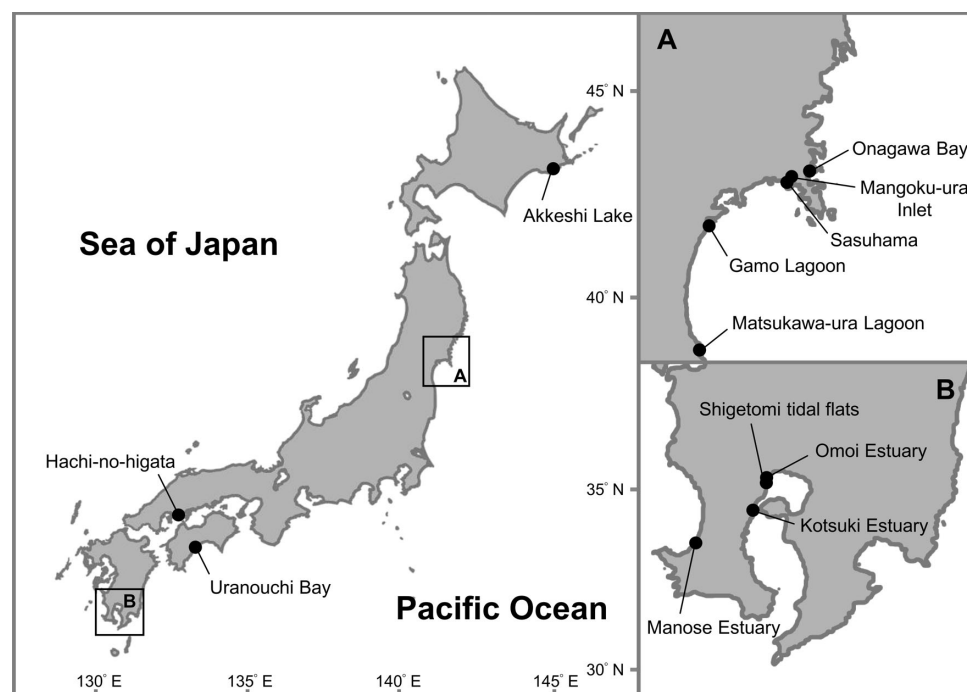 45° N
40° N
35° N
30° N
130° E
135° E
140° E
145° E
Sea of Japan
Pacific Ocean
Akkeshi Lake
Hachi-no-higata
Uranouchi Bay
A
B
A
Onagawa Bay
Mangoku-ura
Inlet
Sasuhama
Gamo Lagoon
Matsukawa-ura Lagoon
B
Shigetomi tidal flats
Omoi Estuary
Kotsuki Estuary
Manose Estuary